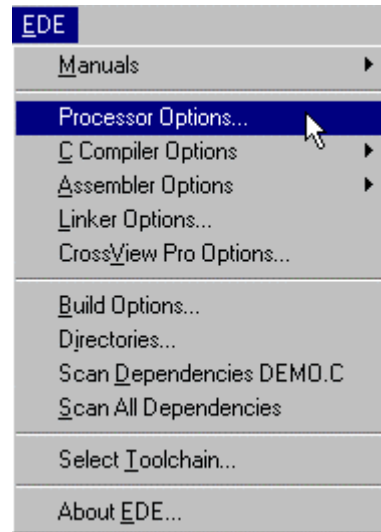 EDE
Manuals
Processor Options...
C Compiler Options
Assembler Options
Linker Options...
CrossView Pro Options...
Build Options...
Directories...
Scan Dependencies DEMO.C
Scan All Dependencies
Select Toolchain...
About EDE...